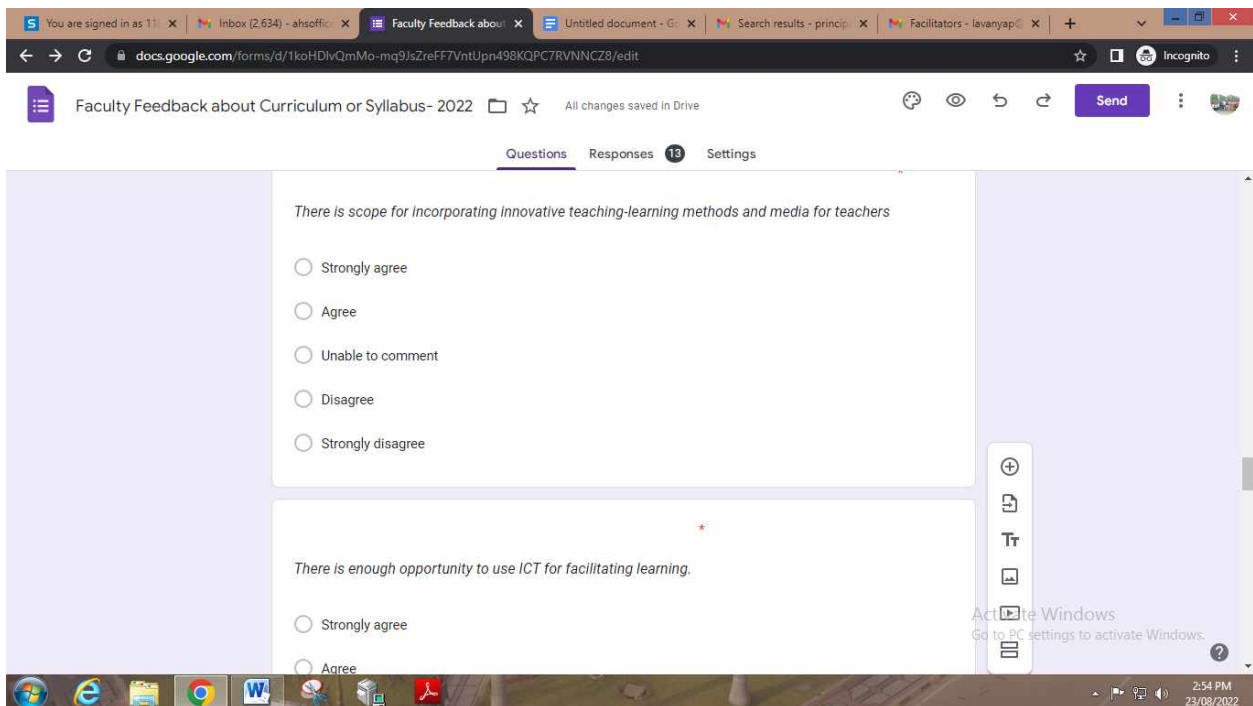 You are signed in as 11
Inbox (2,634) - ahsoffic
Faculty Feedback about
Untitled document - Go
Search results - princip
Facilitators - lavanyap@
docs.google.com/forms/d/1koHDlvQmMo-mq9JsZreFF7VntUpn498KQPC7RVNNCZ8/edit
Incognito
Faculty Feedback about Curriculum or Syllabus- 2022
All changes saved in Drive
Send
Questions Responses 13 Settings
*
There is scope for incorporating innovative teaching-learning methods and media for teachers
Strongly agree
Agree
Unable to comment
Disagree
Strongly disagree
*
There is enough opportunity to use ICT for facilitating learning.
Strongly agree
Agree
Activate Windows
Go to PC settings to activate Windows.
2:54 PM
23/08/2022